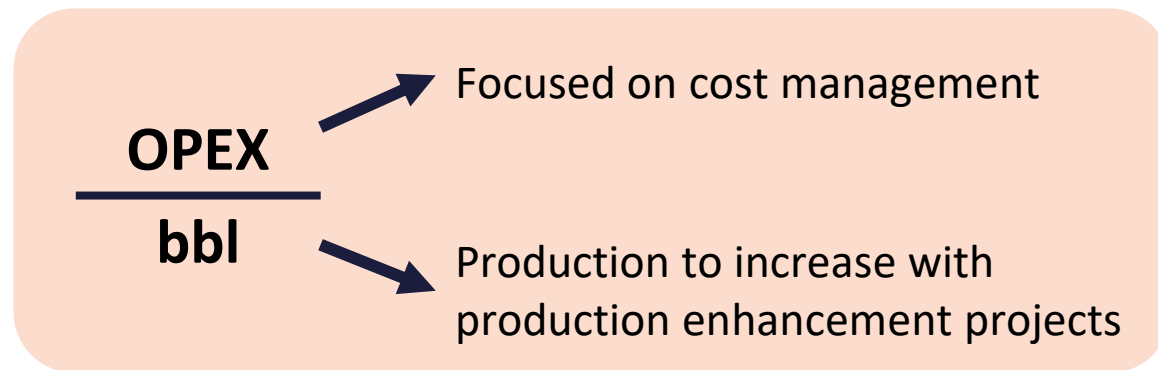 OPEX
bbl
Focused on cost management
Production to increase with
production enhancement projects